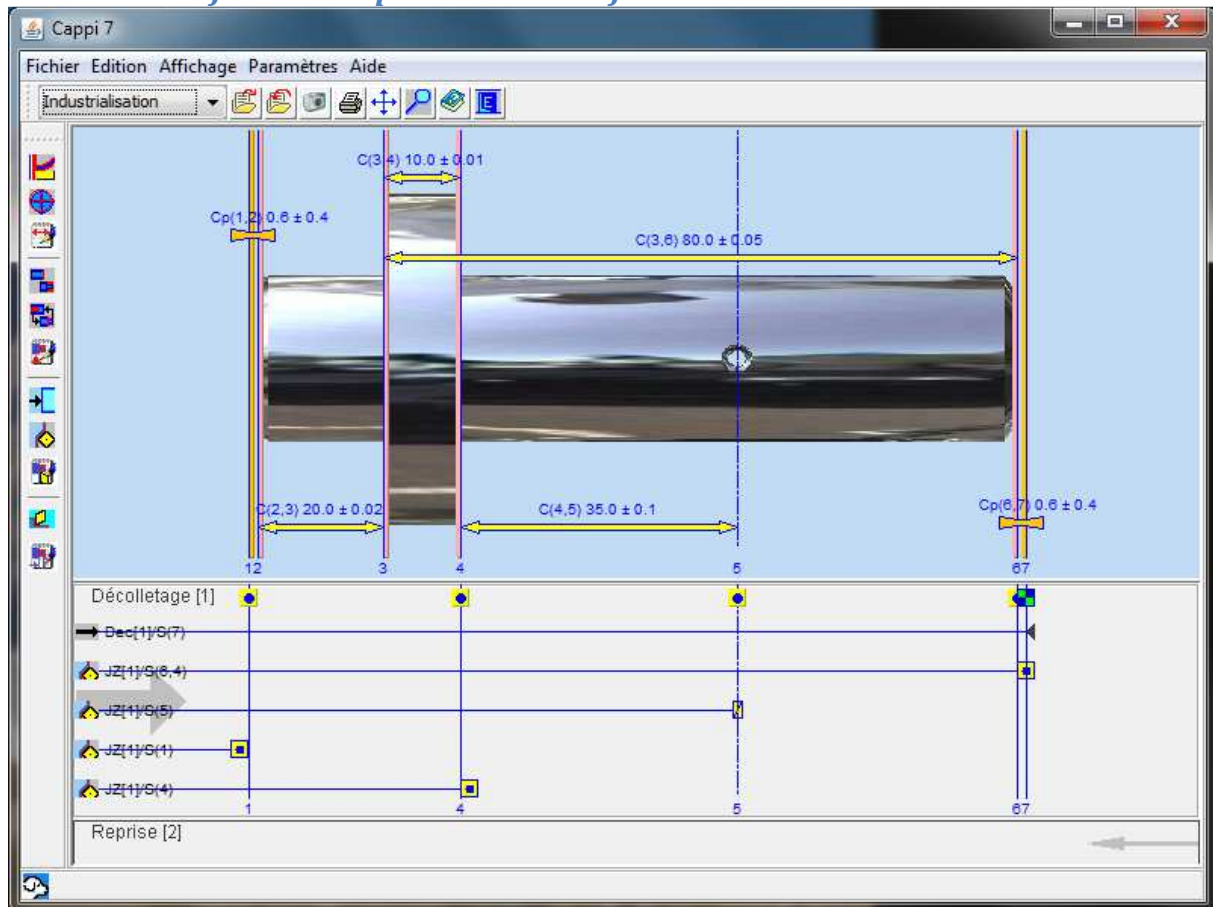 Cappi 7
Fichier Edition Affichage Paramètres Aide
Industrialisation
C(3,4) 10.0 ± 0.01
Cp(1,2) 0.6 ± 0.4
C(3,6) 80.0 ± 0.05
C(2,3) 20.0 ± 0.02
C(4,5) 35.0 ± 0.1
Cp(6,7) 0.6 ± 0.4
12 3 4 5 67
Décolletage [1]
Dec[1]/S(7)
JZ[1]/S(6,4)
JZ[1]/S(5)
JZ[1]/S(1)
JZ[1]/S(4)
1 4 5 67
Reprise [2]